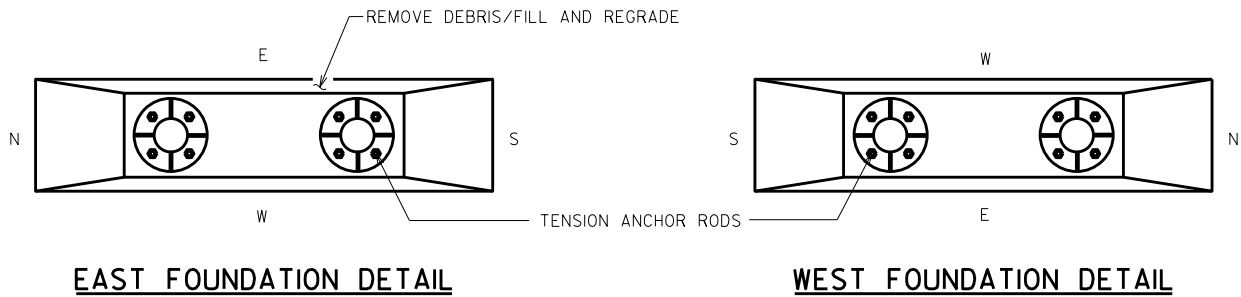 REMOVE DEBRIS/FILL AND REGRADE
E
N
S
W
W
S
N
E
TENSION ANCHOR RODS
EAST FOUNDATION DETAIL
WEST FOUNDATION DETAIL